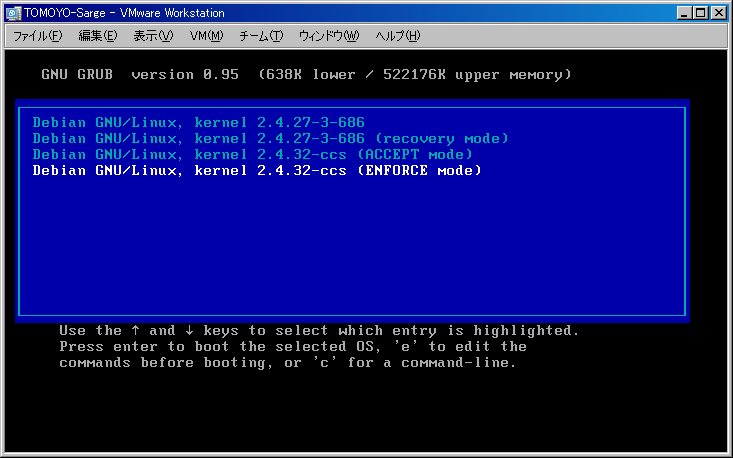 TOMOYO-Sarge - VMware Workstation
ファイル(F) 編集(E) 表示(V) VM(M) チーム(T) ウィンドウ(W) ヘルプ(H)
GNU GRUB version 0.95 (638K lower / 522176K upper memory)
Debian GNU/Linux, kernel 2.4.27-3-686
Debian GNU/Linux, kernel 2.4.27-3-686 (recovery mode)
Debian GNU/Linux, kernel 2.4.32-ccs (ACCEPT mode)
Debian GNU/Linux, kernel 2.4.32-ccs (ENFORCE mode)
Use the ↑ and ↓ keys to select which entry is highlighted.
Press enter to boot the selected OS, 'e' to edit the
commands before booting, or 'c' for a command-line.